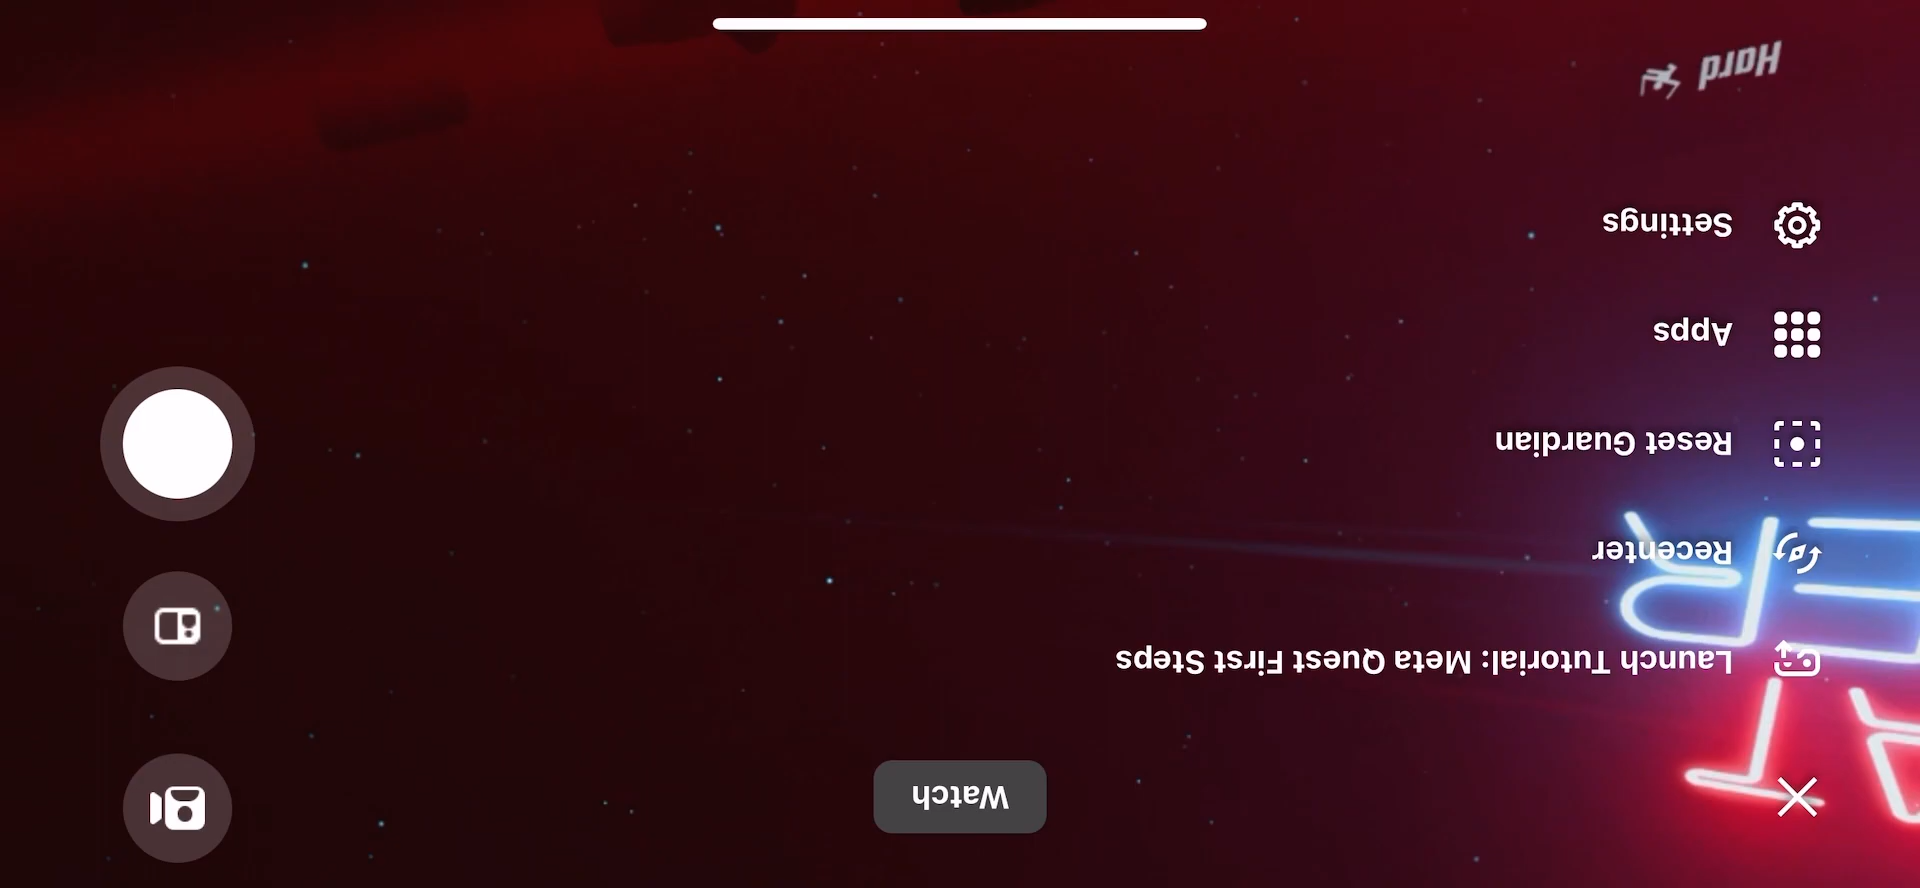 Watch
Launch Tutorial: Meta Quest First Steps
Recenter
Reset Guardian
Apps
Settings
Hard